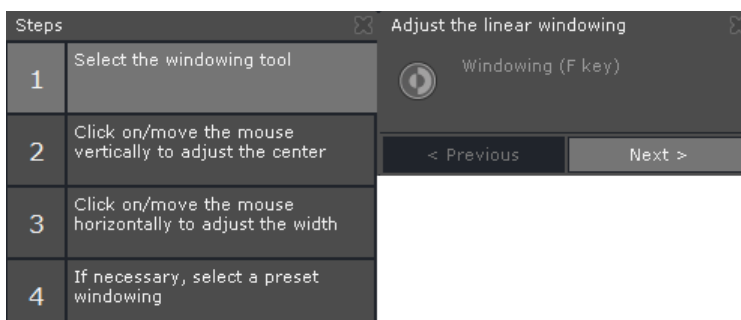 Steps
1
Select the windowing tool
2
Click on/move the mouse
vertically to adjust the center
3
Click on/move the mouse
horizontally to adjust the width
4
If necessary, select a preset
windowing
Adjust the linear windowing
Windowing (F key)
< Previous
Next >